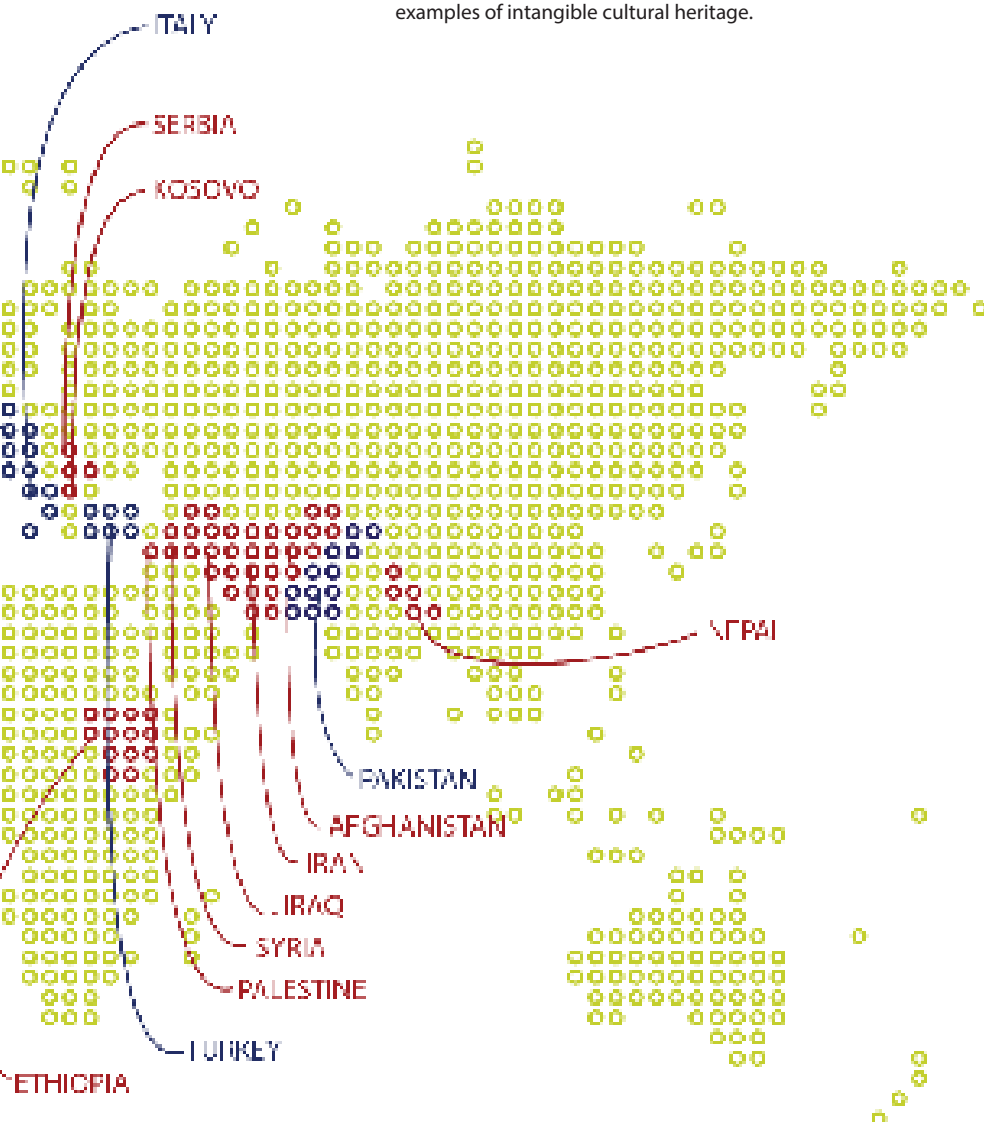 examples of intangible cultural heritage.
ITALY
SERBIA
KOSOVO
NEPAL
PAKISTAN
AFGHANISTAN
IRAN
IRAQ
SYRIA
PALESTINE
TURKEY
ETHIOPIA